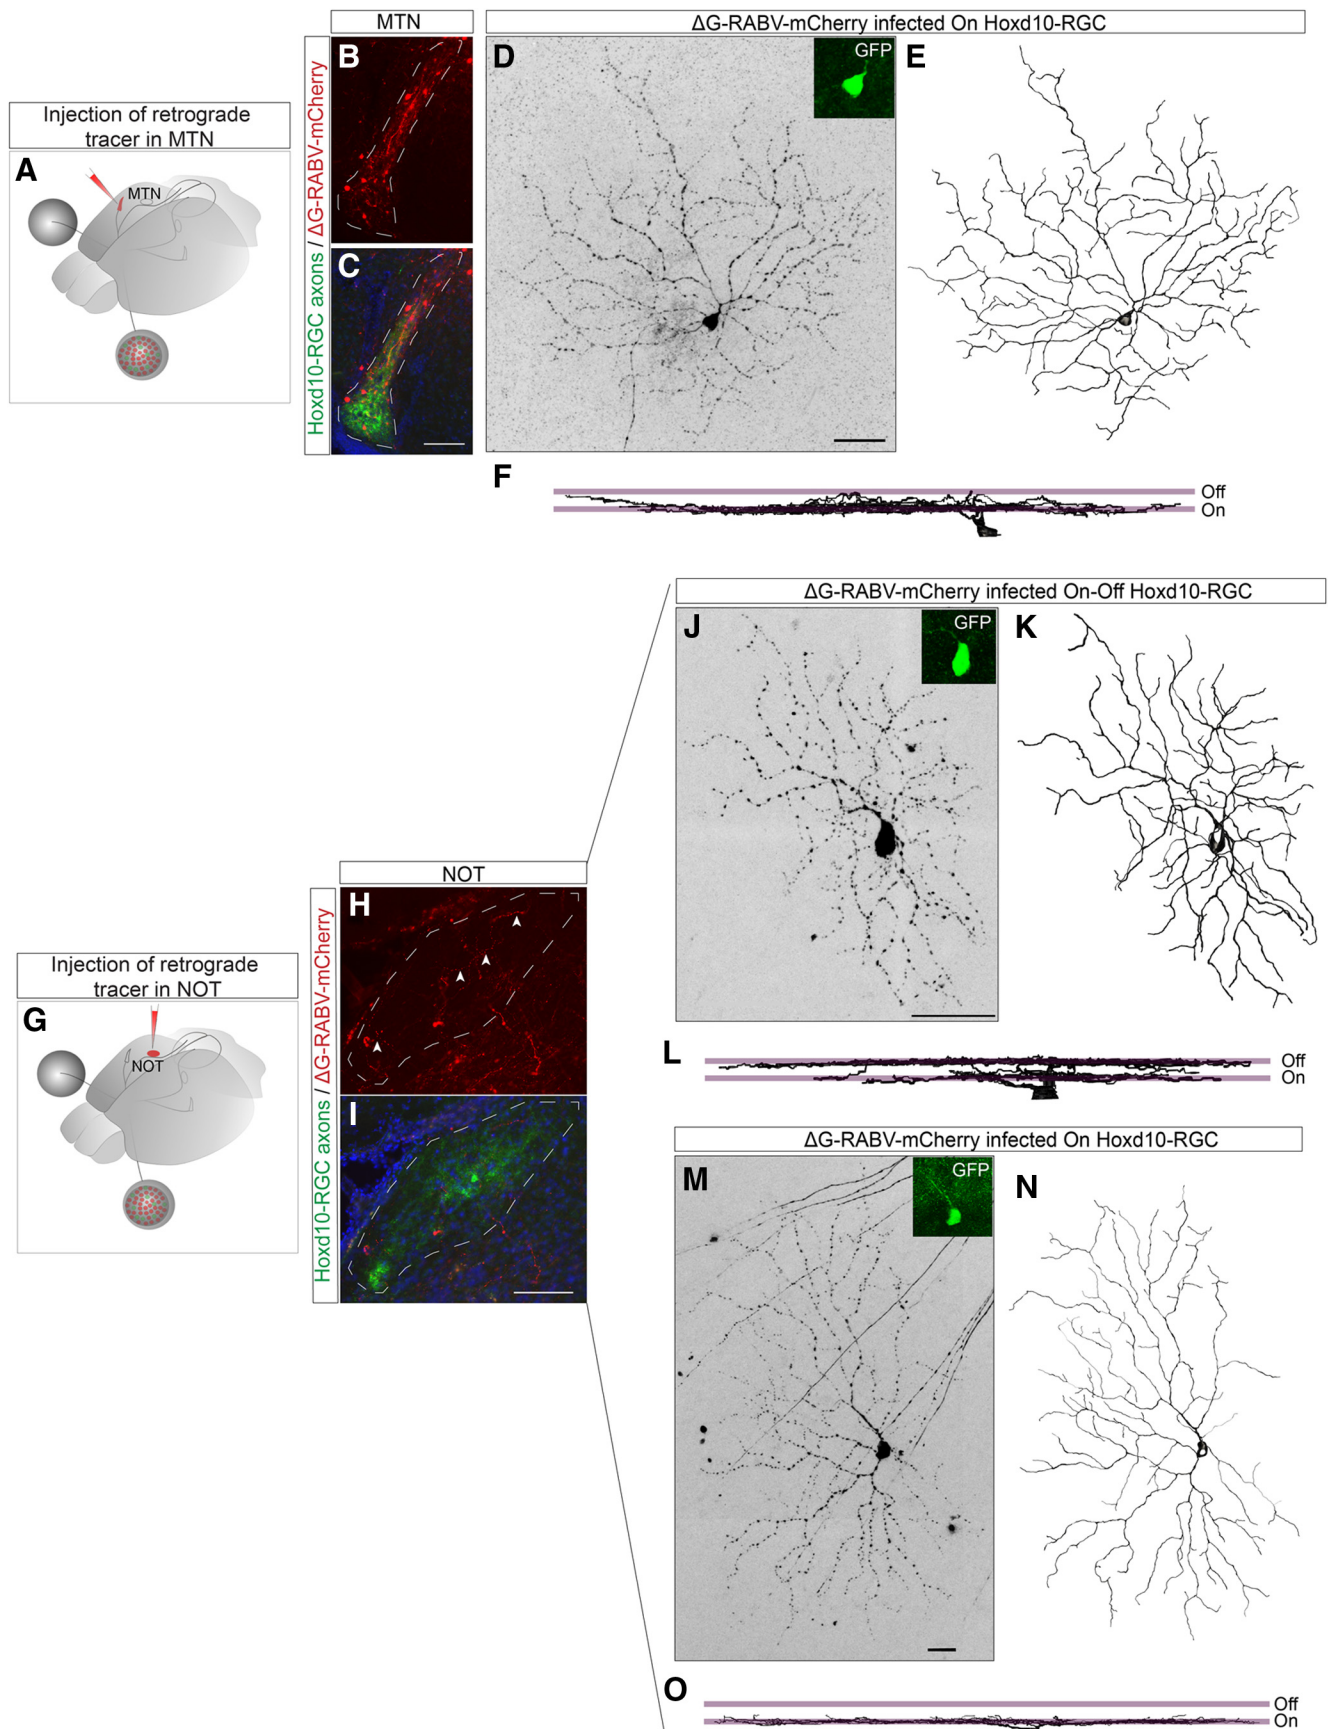 MTN
ΔG-RABV-mCherry infected On Hoxd10-RGC
Injection of retrograde
tracer in MTN
A
MTN
Hoxd10-RGC axons / ΔG-RABV-mCherry
B
C
D
GFP
E
F
Off
On
ΔG-RABV-mCherry infected On-Off Hoxd10-RGC
J
GFP
K
L
Off
On
NOT
Injection of retrograde
tracer in NOT
G
NOT
Hoxd10-RGC axons / ΔG-RABV-mCherry
H
I
ΔG-RABV-mCherry infected On Hoxd10-RGC
M
GFP
N
O
Off
On